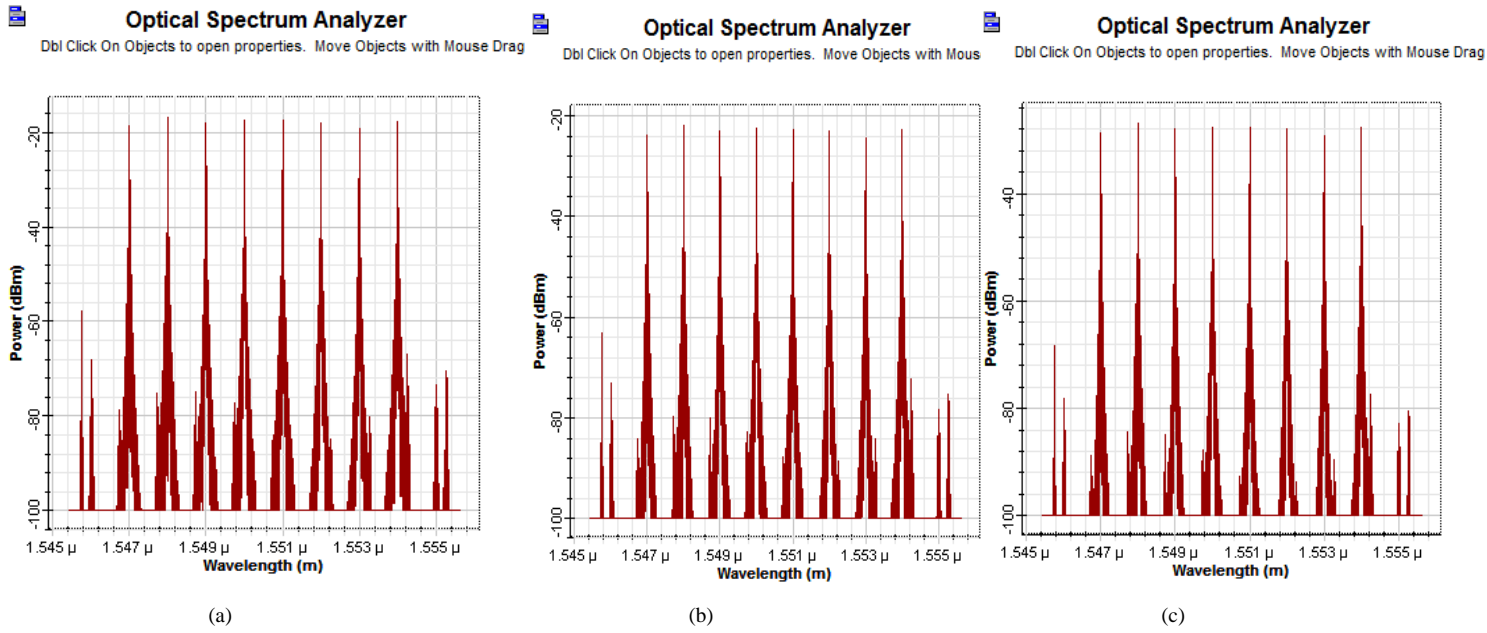 Optical Spectrum Analyzer
Dbl Click On Objects to open properties. Move Objects with Mouse Drag
Power (dBm)
-20
-40
-60
-80
-100
1.545 µ 1.547 µ 1.549 µ 1.551 µ 1.553 µ 1.555 µ
Wavelength (m)
(a)
Optical Spectrum Analyzer
Dbl Click On Objects to open properties. Move Objects with Mous
Power (dBm)
-20
-40
-60
-80
-100
1.545 µ 1.547 µ 1.549 µ 1.551 µ 1.553 µ 1.555 µ
Wavelength (m)
(b)
Optical Spectrum Analyzer
Dbl Click On Objects to open properties. Move Objects with Mouse Drag
Power (dBm)
-40
-60
-80
-100
1.545 µ 1.547 µ 1.549 µ 1.551 µ 1.553 µ 1.555 µ
Wavelength (m)
(c)